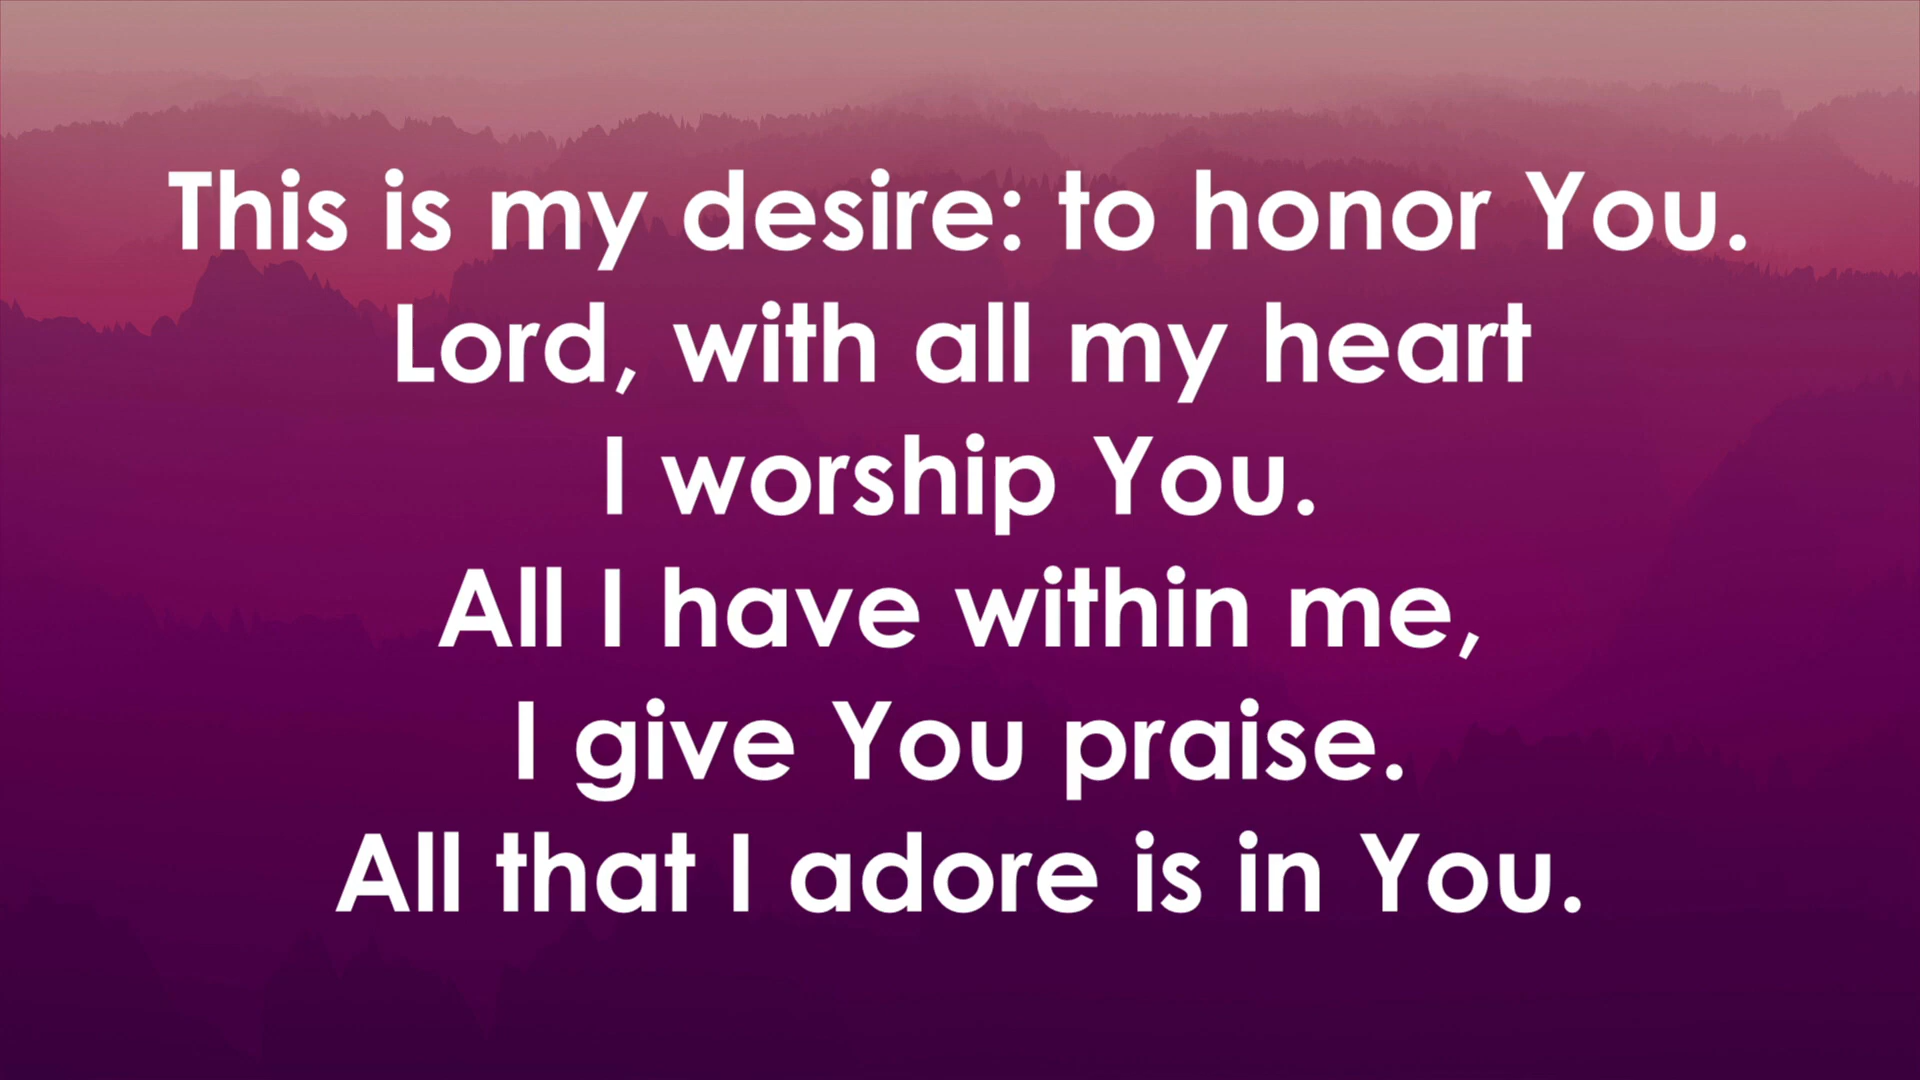 This is my desire: to honor You.
Lord, with all my heart
I worship You.
All I have within me,
I give You praise.
All that I adore is in You.